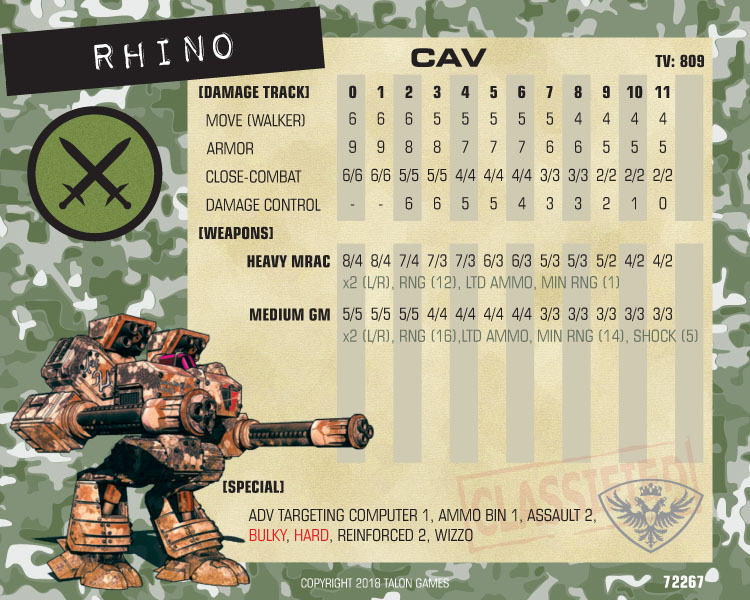 RHINO
CAV
TV: 809
[DAMAGE TRACK] 0 1 2 3 4 5 6 7 8 9 10 11
MOVE (WALKER) 6 6 6 5 5 5 5 5 4 4 4 4
ARMOR 9 9 8 8 7 7 7 6 6 5 5 5
CLOSE-COMBAT 6/6 6/6 5/5 5/5 4/4 4/4 4/4 3/3 3/3 2/2 2/2 2/2
DAMAGE CONTROL - - 6 6 5 5 4 3 3 2 1 0
[WEAPONS]
HEAVY MRAC 8/4 8/4 7/4 7/3 7/3 6/3 6/3 5/3 5/3 5/2 4/2 4/2
x2 (L/R), RNG (12), LTD AMMO, MIN RNG (1)
MEDIUM GM 5/5 5/5 5/5 4/4 4/4 4/4 4/4 3/3 3/3 3/3 3/3 3/3
x2 (L/R), RNG (16),LTD AMMO, MIN RNG (14), SHOCK (5)
CLASSIFIED
[SPECIAL]
ADV TARGETING COMPUTER 1, AMMO BIN 1, ASSAULT 2,
BULKY, HARD, REINFORCED 2, WIZZO
COPYRIGHT 2018 TALON GAMES
72267